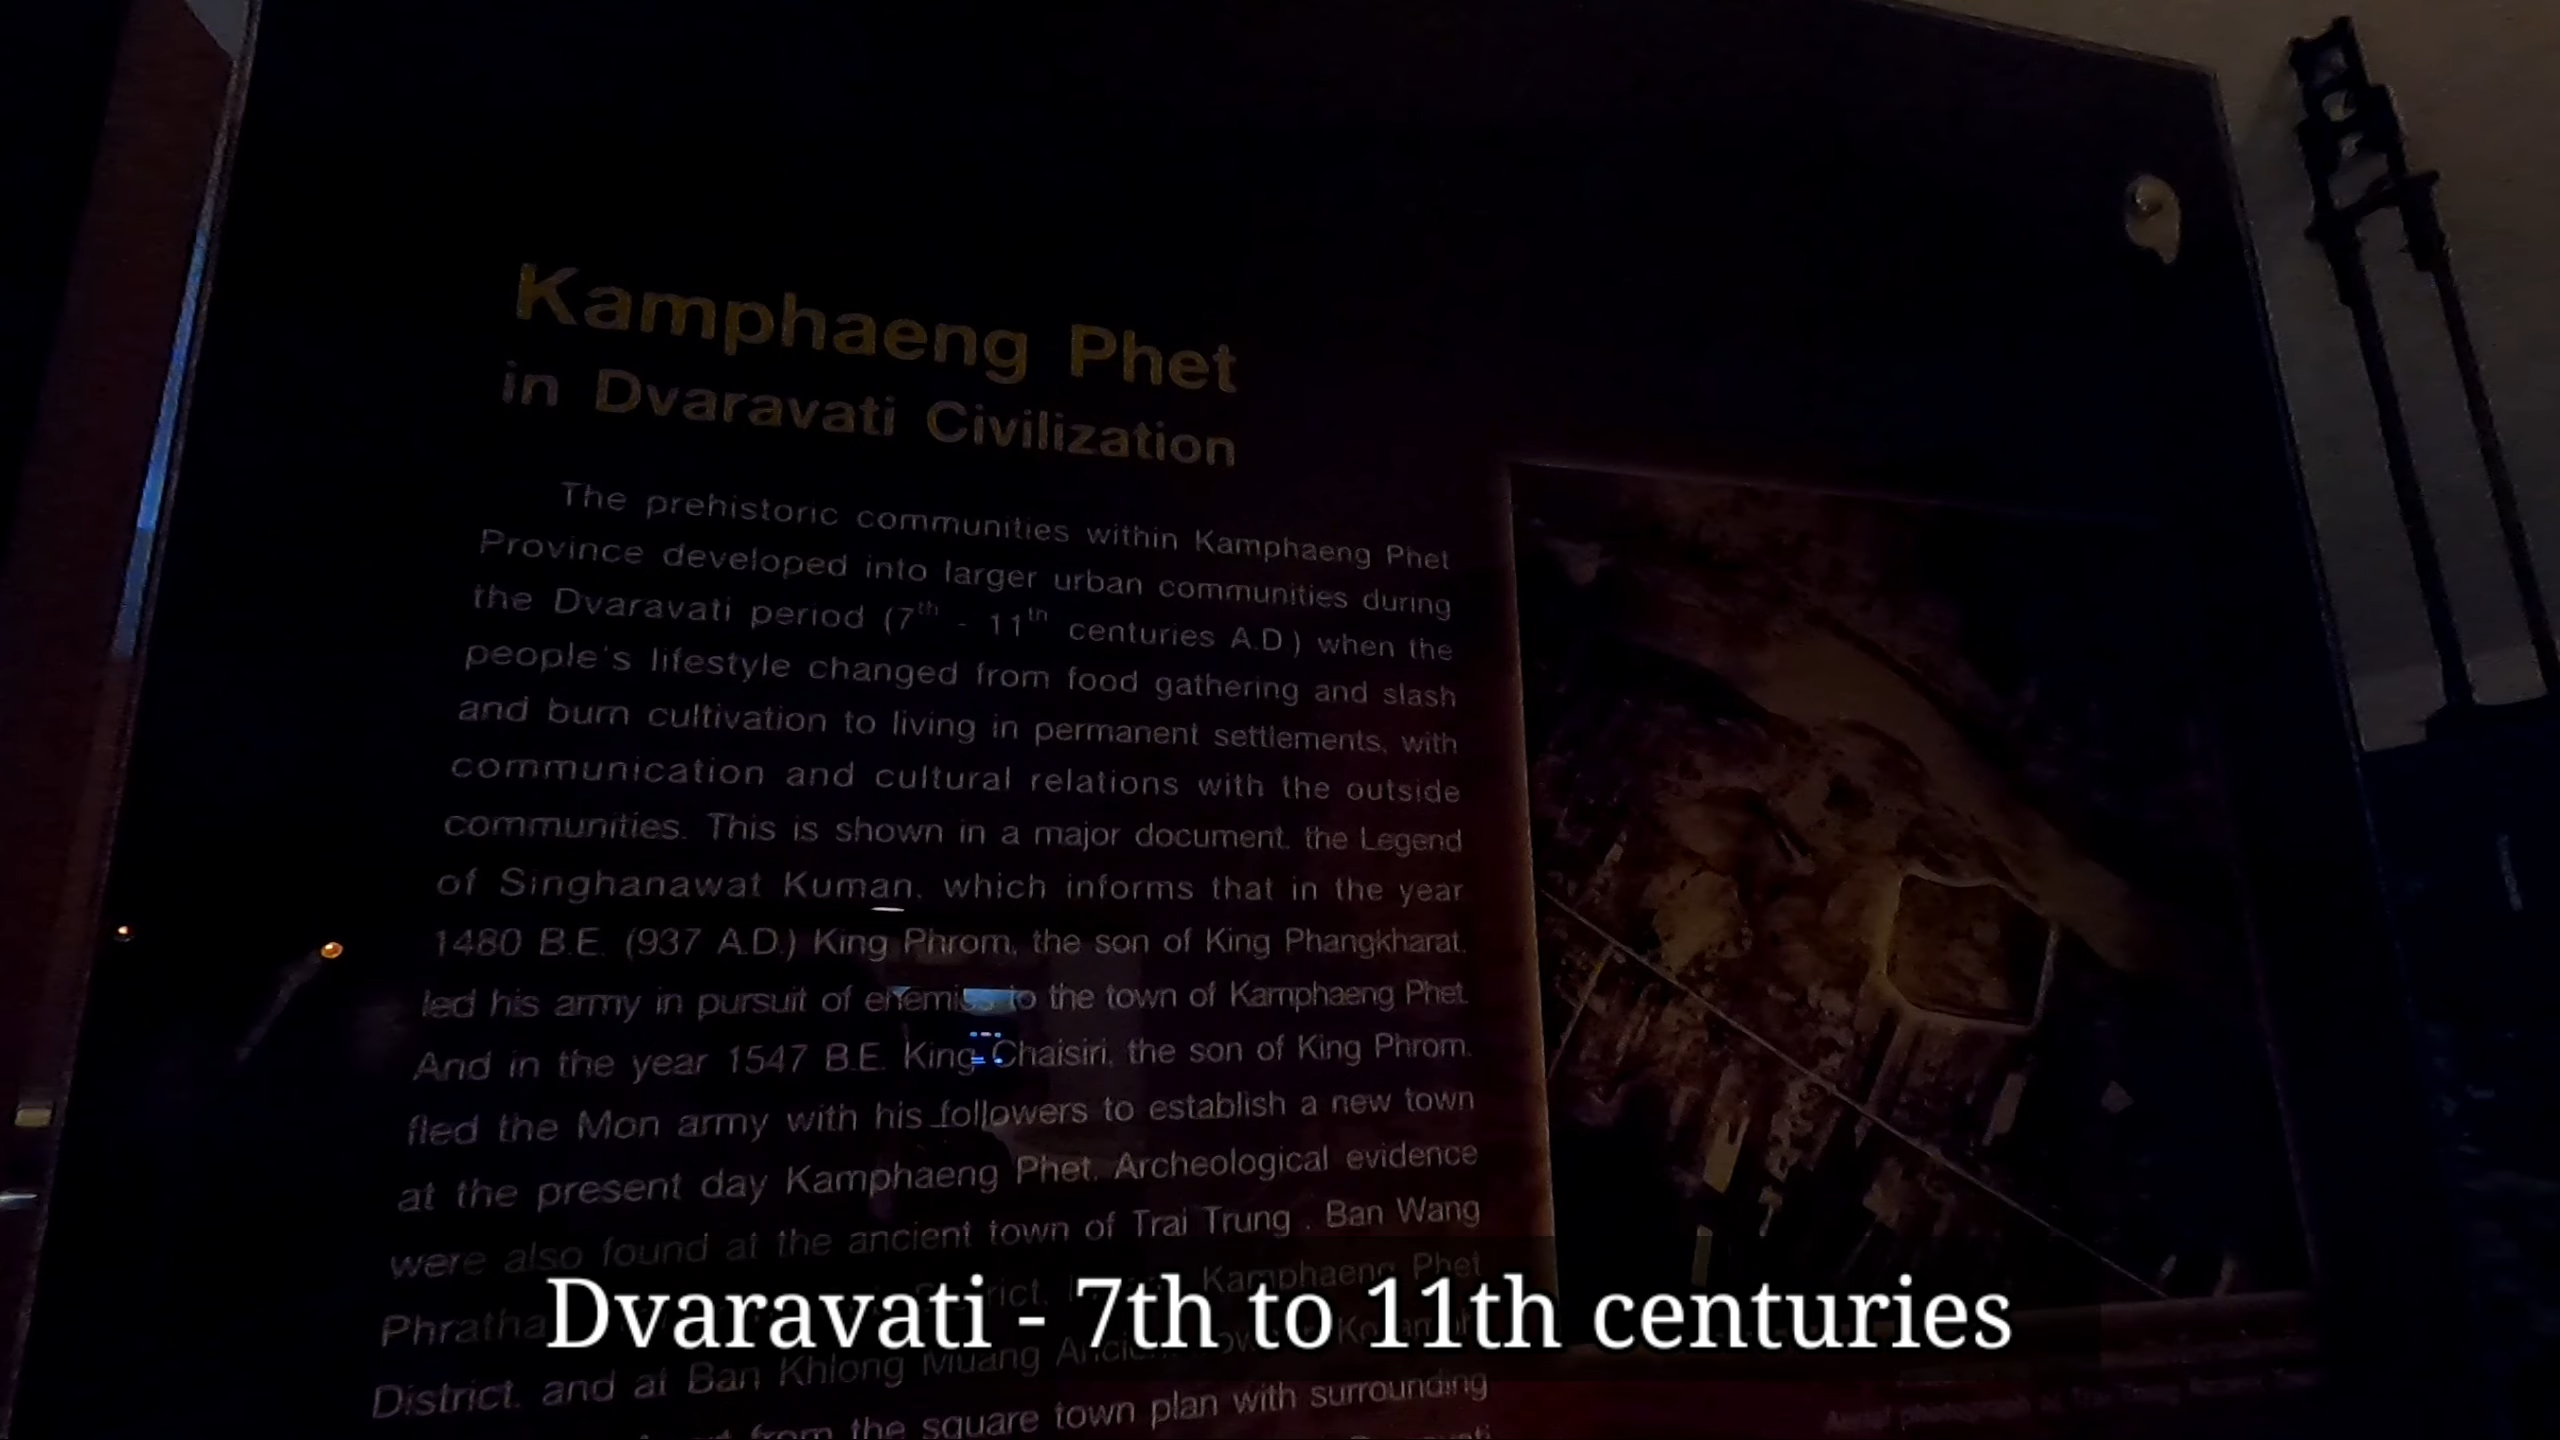 Kamphaeng Phet
in Dvaravati Civilization
The prehistoric communities within Kamphaeng Phet
Province developed into larger urban communities during
the Dvaravati period (7th - 11th centuries A.D.) when the
people's lifestyle changed from food gathering and slash
and burn cultivation to living in permanent settlements, with
communication and cultural relations with the outside
communities. This is shown in a major document, the Legend
of Singhanawat Kuman, which informs that in the year
1480 B.E. (937 A.D.) King Phrom, the son of King Phangkharat,
led his army in pursuit of enemies to the town of Kamphaeng Phet.
And in the year 1547 B.E. King Chaisiri, the son of King Phrom,
fled the Mon army with his followers to establish a new town
at the present day Kamphaeng Phet. Archeological evidence
were also found at the ancient town of Trai Trung , Ban Wang
Kamphaeng Phet
District, and at Ban Khlong Muang
from the square town plan with surrounding
Dvaravati - 7th to 11th centuries